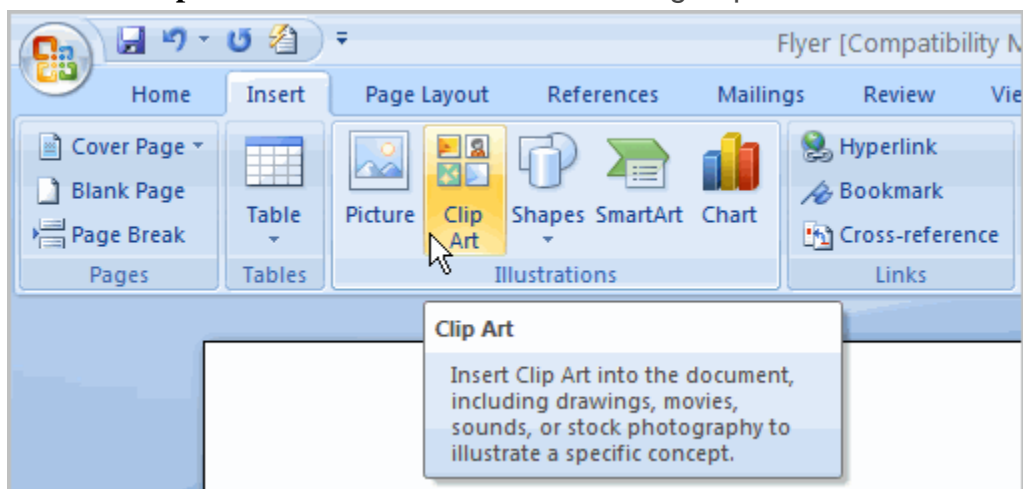 Flyer [Compatibility
Home Insert Page Layout References Mailings Review Vie
Cover Page
Blank Page
Page Break
Pages
Table
Tables
Picture
Clip
Art
Shapes
SmartArt
Chart
Illustrations
Hyperlink
Bookmark
Cross-reference
Links
Clip Art
Insert Clip Art into the document,
including drawings, movies,
sounds, or stock photography to
illustrate a specific concept.